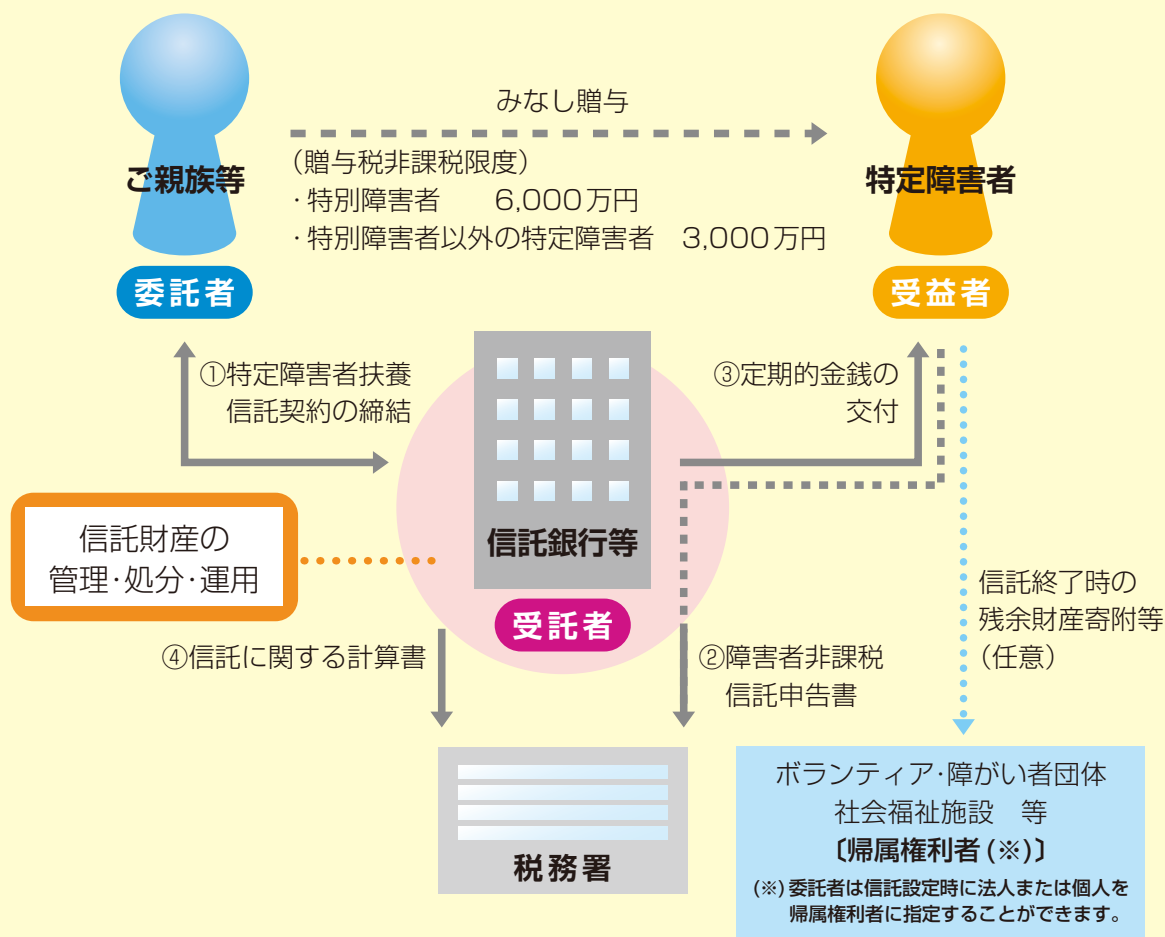 みなし贈与
ご親族等
(贈与税非課税限度)
・特別障害者　6,000万円
・特別障害者以外の特定障害者　3,000万円
特定障害者
委託者
受益者
①特定障害者扶養
信託契約の締結
③定期的金銭の
交付
信託財産の
管理・処分・運用
信託銀行等
受託者
信託終了時の
残余財産寄附等
(任意)
④信託に関する計算書
②障害者非課税
信託申告書
税務署
ボランティア・障がい者団体
社会福祉施設　等
〔帰属権利者(※)〕
(※)委託者は信託設定時に法人または個人を
帰属権利者に指定することができます。